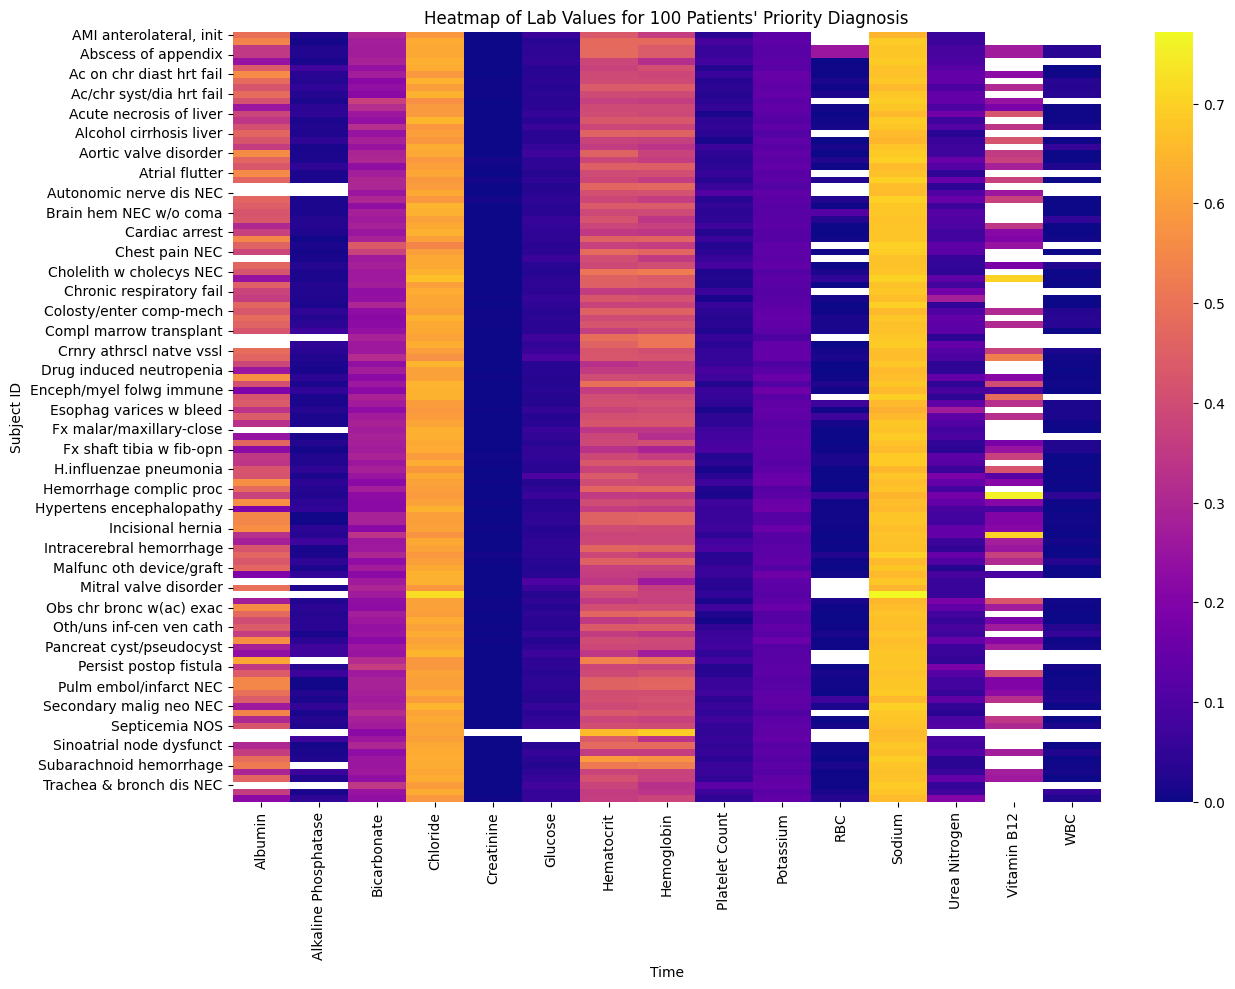 Heatmap of Lab Values for 100 Patients' Priority Diagnosis
Subject ID
AMI anterolateral, init
Abscess of appendix
Ac on chr diast hrt fail
Ac/chr syst/dia hrt fail
Acute necrosis of liver
Alcohol cirrhosis liver
Aortic valve disorder
Atrial flutter
Autonomic nerve dis NEC
Brain hem NEC w/o coma
Cardiac arrest
Chest pain NEC
Cholelith w cholecys NEC
Chronic respiratory fail
Colosty/enter comp-mech
Compl marrow transplant
Crnry athrscl natve vssl
Drug induced neutropenia
Enceph/myel folwg immune
Esophag varices w bleed
Fx malar/maxillary-close
Fx shaft tibia w fib-opn
H.influenzae pneumonia
Hemorrhage complic proc
Hypertens encephalopathy
Incisional hernia
Intracerebral hemorrhage
Malfunc oth device/graft
Mitral valve disorder
Obs chr bronc w(ac) exac
Oth/uns inf-cen ven cath
Pancreat cyst/pseudocyst
Persist postop fistula
Pulm embol/infarct NEC
Secondary malig neo NEC
Septicemia NOS
Sinoatrial node dysfunct
Subarachnoid hemorrhage
Trachea & bronch dis NEC
Albumin
Alkaline Phosphatase
Bicarbonate
Chloride
Creatinine
Glucose
Hematocrit
Hemoglobin
Platelet Count
Potassium
RBC
Sodium
Urea Nitrogen
Vitamin B12
WBC
Time
0.7
0.6
0.5
0.4
0.3
0.2
0.1
0.0